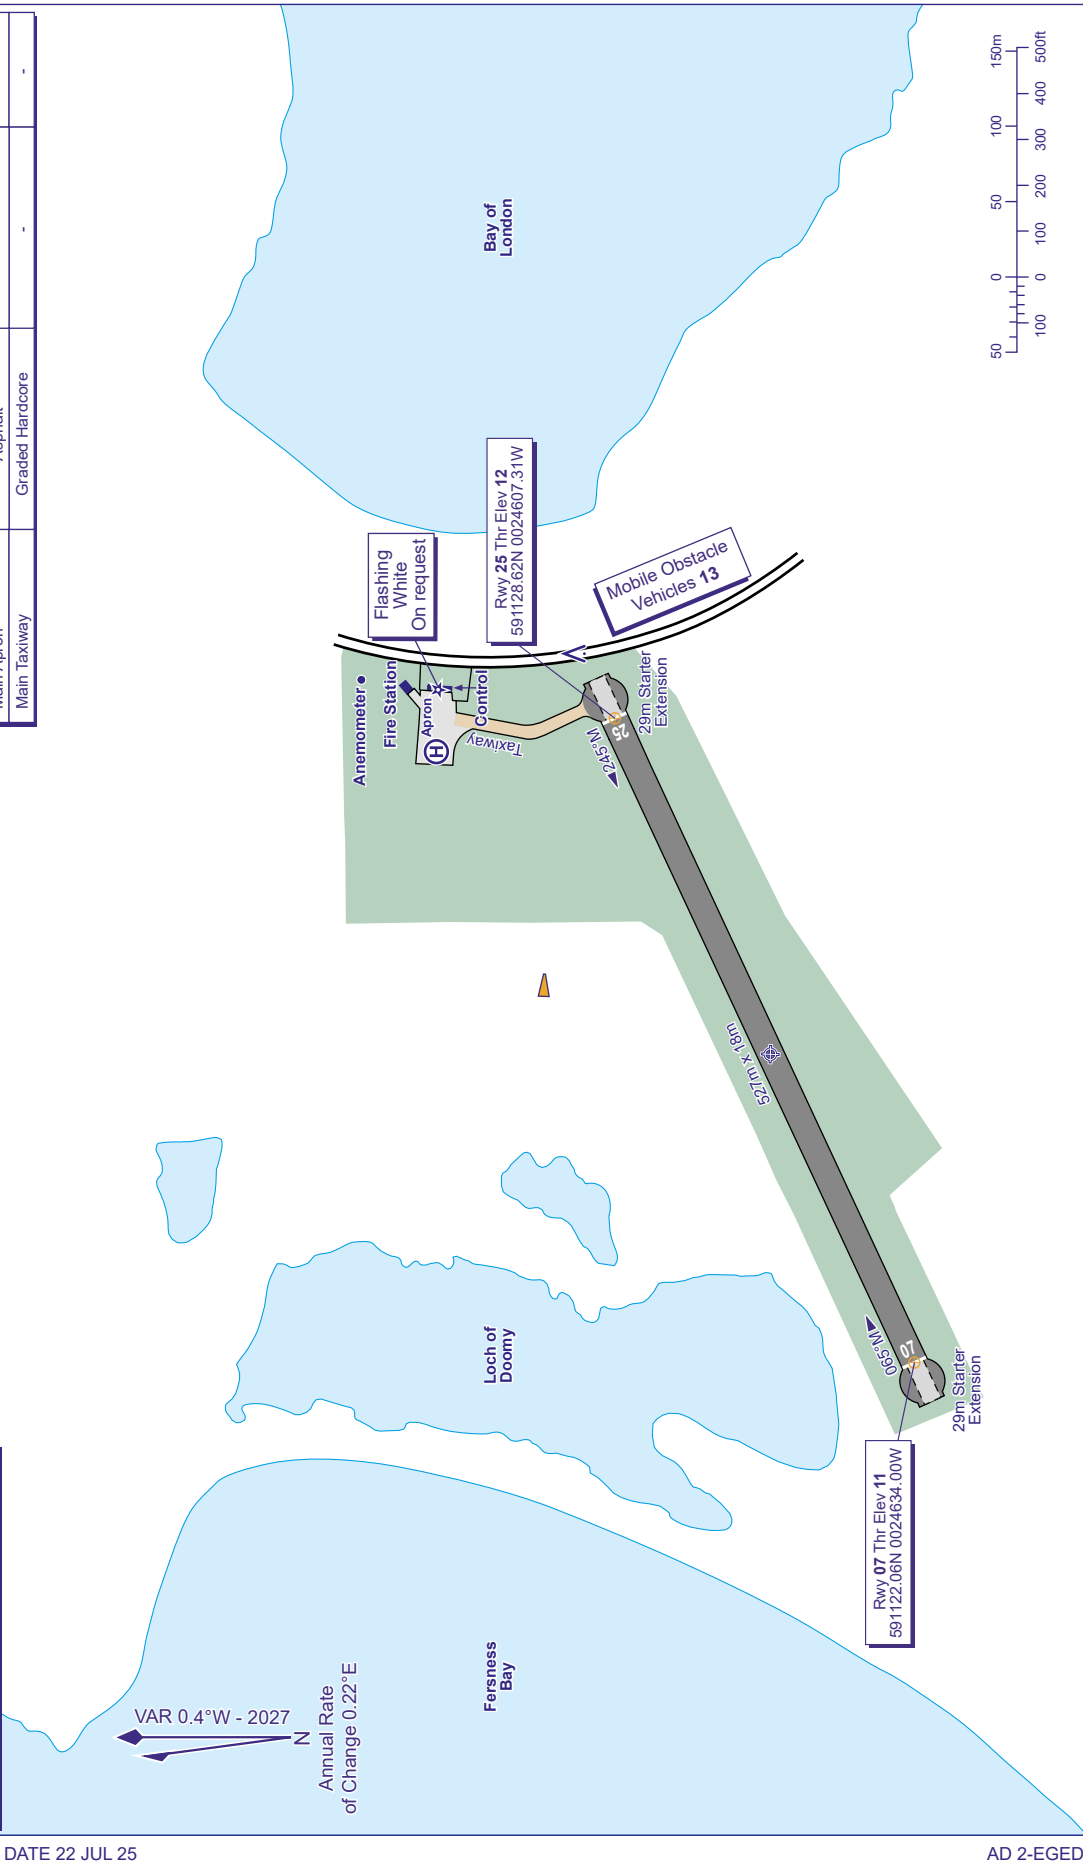 Main Taxiway
Graded Hardcore
-
-
Bay of
London
150m
100
50
0
50
500ft
400
300
200
100
0
100
Flashing
White
On request
Rwy 25 Thr Elev 12
591128.62N 0024607.31W
Mobile Obstacle
Vehicles 13
Anemometer
Fire Station
Apron
H
Control
Taxiway
29m Starter
Extension
25
245°M
527m x 18m
Loch of
Doomy
065°M
07
29m Starter
Extension
Rwy 07 Thr Elev 11
591122.06N 0024634.00W
Fersness
Bay
VAR 0.4°W - 2027
N
Annual Rate
of Change 0.22°E
DATE 22 JUL 25
AD 2-EGED